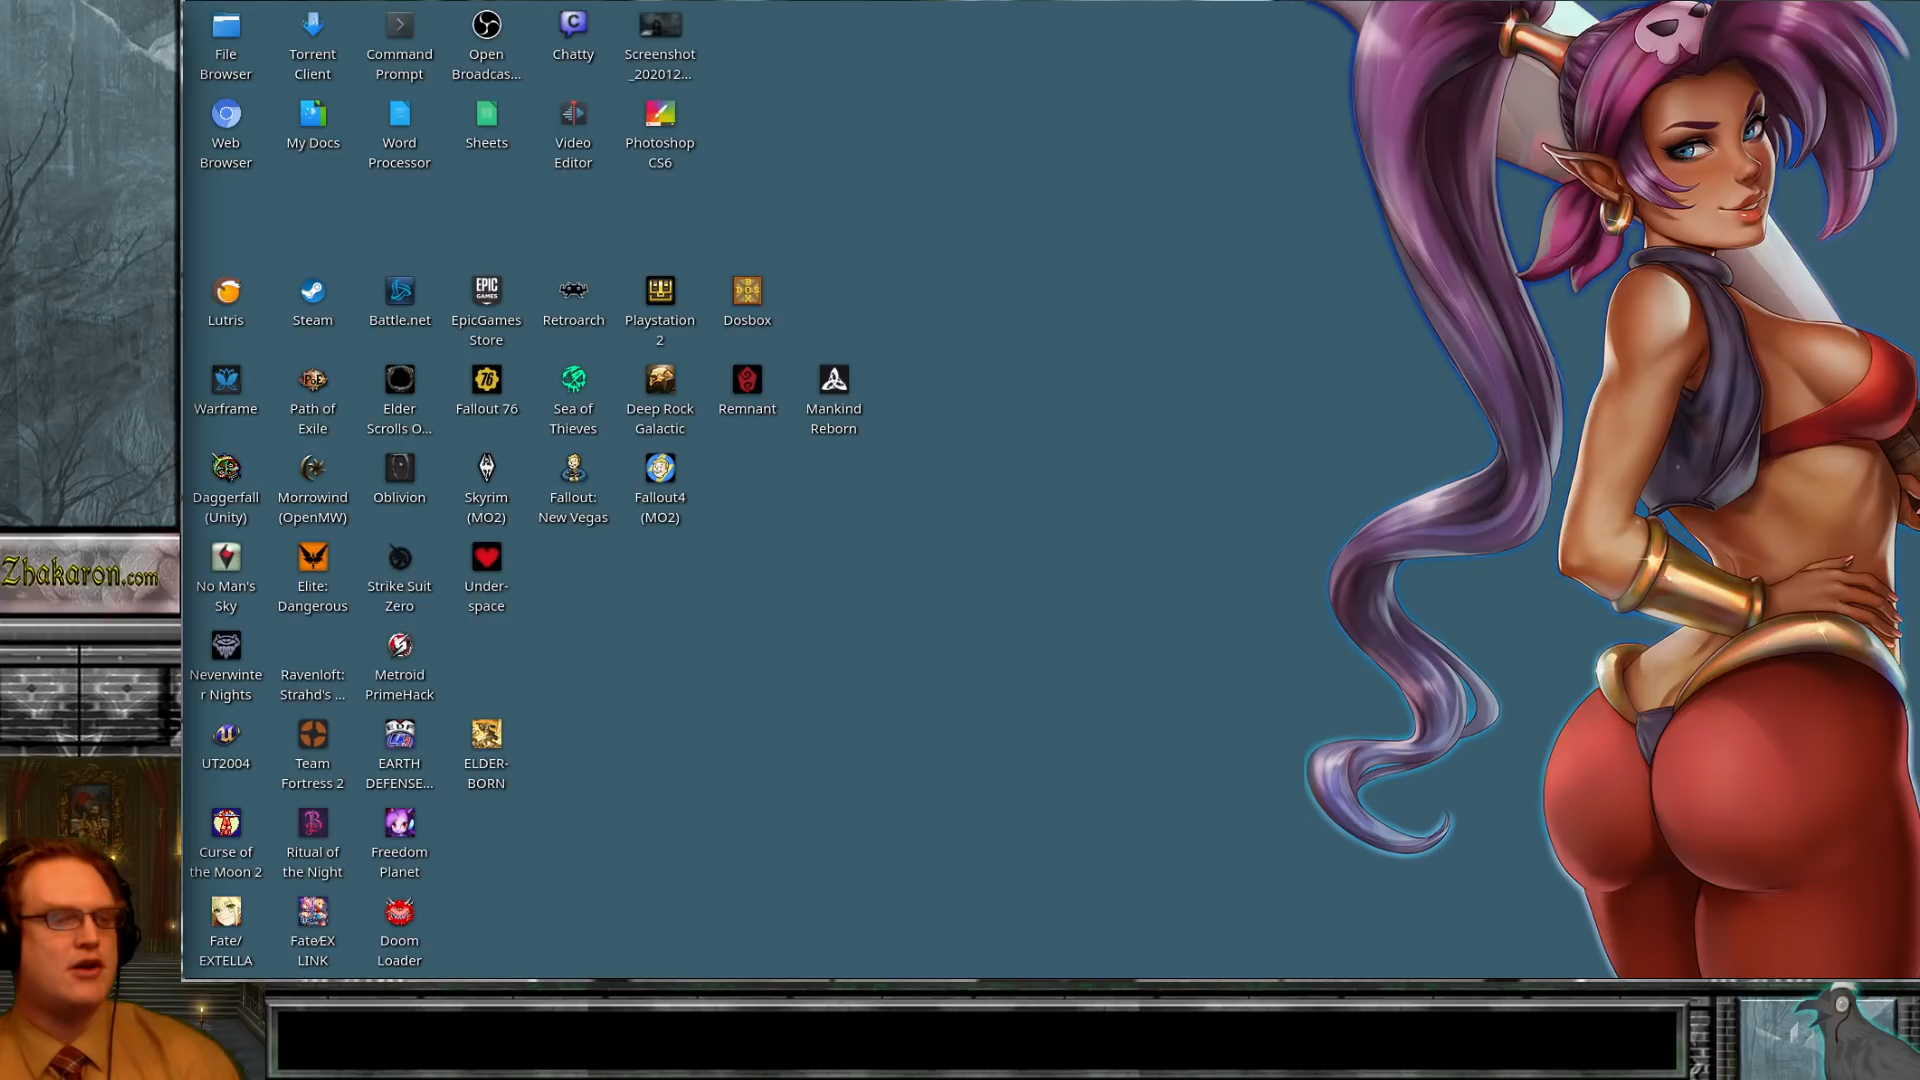 File
Browser
Torrent
Client
Command
Prompt
Open
Broadcas...
Chatty
Screenshot
_202012...
Web
Browser
My Docs
Word
Processor
Sheets
Video
Editor
Photoshop
CS6
Lutris
Steam
Battle.net
EPIC
GAMES
EpicGames
Store
Retroarch
Playstation
2
Dosbox
Warframe
Path of
Exile
Elder
Scrolls O...
76
Fallout 76
Sea of
Thieves
Deep Rock
Galactic
Remnant
Mankind
Reborn
Daggerfall
(Unity)
Morrowind
(OpenMW)
Oblivion
Skyrim
(MO2)
Fallout:
New Vegas
Fallout4
(MO2)
Zhakaron.com
No Man's
Sky
Elite:
Dangerous
Strike Suit
Zero
Under-
space
Neverwinte
r Nights
Ravenloft:
Strahd's ...
Metroid
PrimeHack
UT2004
Team
Fortress 2
EARTH
DEFENSE...
ELDER-
BORN
Curse of
the Moon 2
Ritual of
the Night
Freedom
Planet
Fate/
EXTELLA
Fate/EX
LINK
Doom
Loader